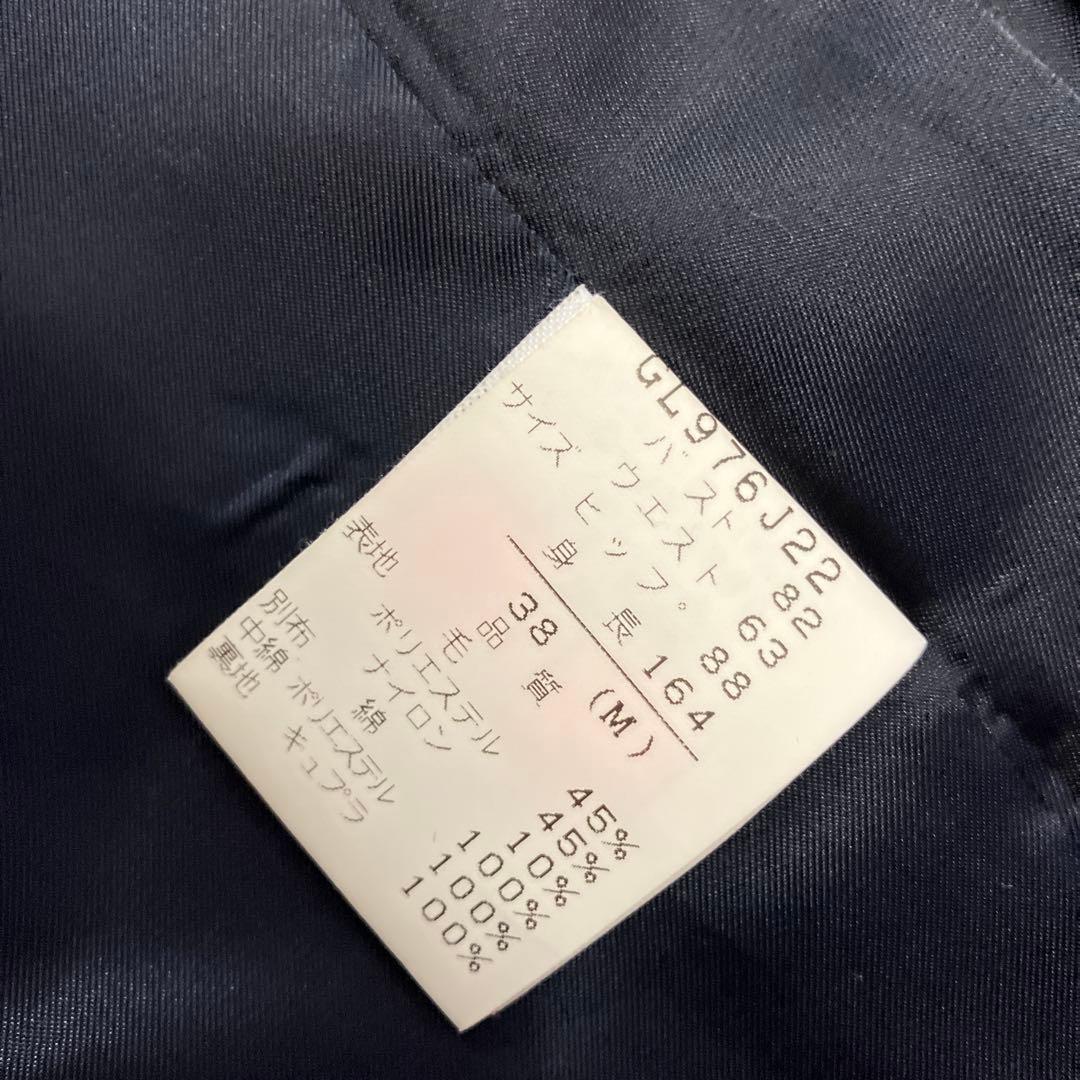 GL976J22
バスト 82
ウエスト 63
ヒップ 88
身長 164
サイズ 38 (M)
品質
表地 毛 45%
ポリエステル 45%
ナイロン 10%
別布 綿 100%
中綿 ポリエステル 100%
裏地 キュプラ 100%